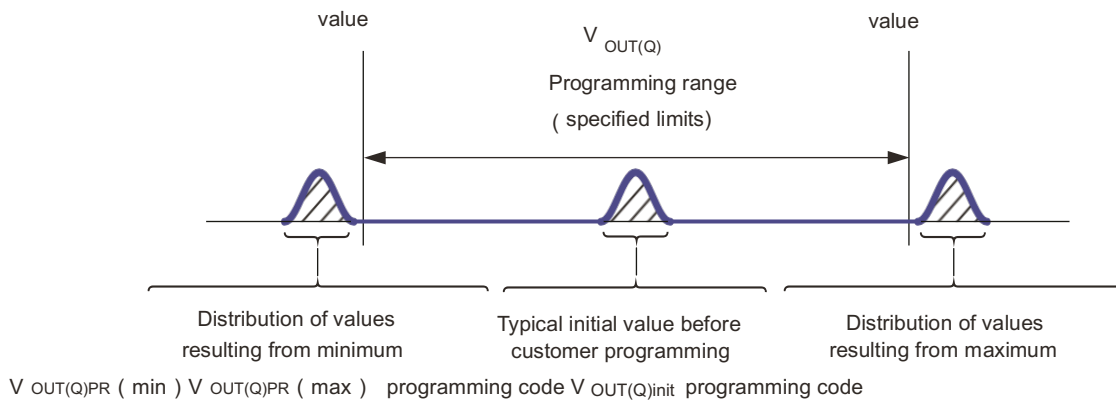 value
value
V OUT(Q)
Programming range
( specified limits)
Distribution of values
resulting from minimum
Typical initial value before
customer programming
Distribution of values
resulting from maximum
V OUT(Q)PR ( min ) V OUT(Q)PR ( max ) programming code V OUT(Q)init programming code